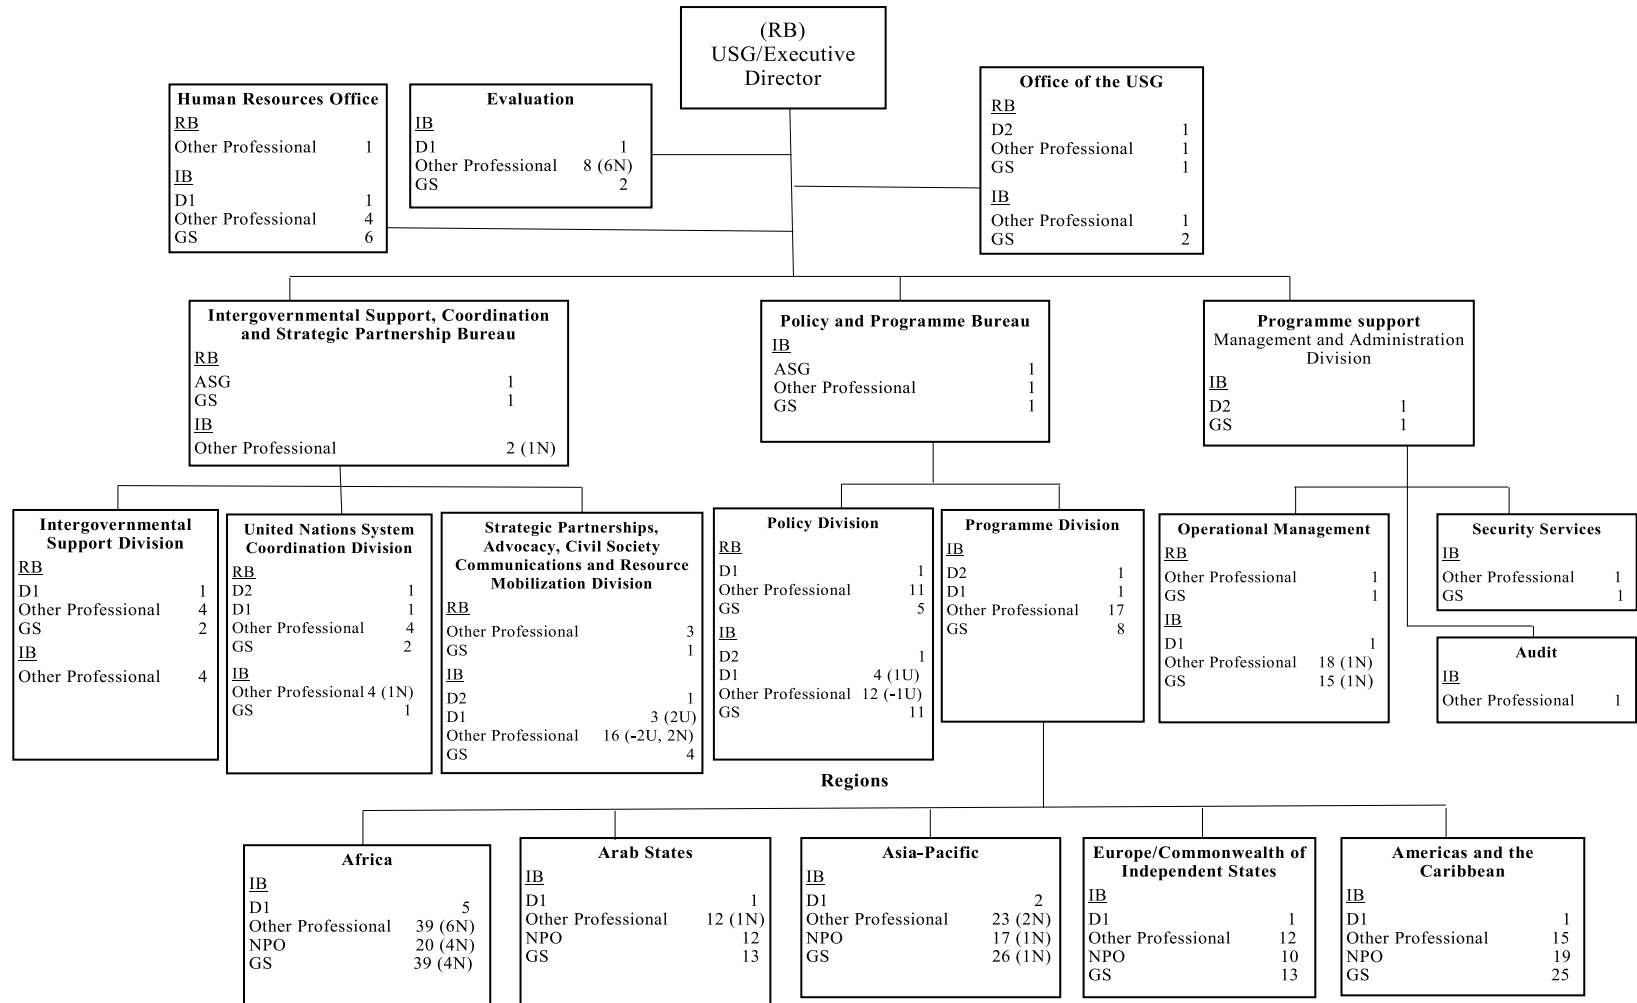 (RB)
USG/Executive
Director
Human Resources Office
RB
Other Professional 1
IB
D1 1
Other Professional 4
GS 6
Evaluation
IB
D1 1
Other Professional 8 (6N)
GS 2
Office of the USG
RB
D2 1
Other Professional 1
GS 1
IB
Other Professional 1
GS 2
Intergovernmental Support, Coordination
and Strategic Partnership Bureau
RB
ASG 1
GS 1
IB
Other Professional 2 (1N)
Policy and Programme Bureau
IB
ASG 1
Other Professional 1
GS 1
Programme support
Management and Administration
Division
IB
D2 1
GS 1
Intergovernmental
Support Division
RB
D1 1
Other Professional 4
GS 2
IB
Other Professional 4
United Nations System
Coordination Division
RB
D2 1
D1 1
Other Professional 4
GS 2
IB
Other Professional 4 (1N)
GS 1
Strategic Partnerships,
Advocacy, Civil Society
Communications and Resource
Mobilization Division
RB
Other Professional 3
GS 1
IB
D2 1
D1 3 (2U)
Other Professional 16 (-2U, 2N)
GS 4
Policy Division
RB
D1 1
Other Professional 11
GS 5
IB
D2 1
D1 4 (1U)
Other Professional 12 (-1U)
GS 11
Programme Division
IB
D2 1
D1 1
Other Professional 17
GS 8
Operational Management
RB
Other Professional 1
GS 1
IB
D1 1
Other Professional 18 (1N)
GS 15 (1N)
Security Services
IB
Other Professional 1
GS 1
Audit
IB
Other Professional 1
Regions
Africa
IB
D1 5
Other Professional 39 (6N)
NPO 20 (4N)
GS 39 (4N)
Arab States
IB
D1 1
Other Professional 12 (1N)
NPO 12
GS 13
Asia-Pacific
IB
D1 2
Other Professional 23 (2N)
NPO 17 (1N)
GS 26 (1N)
Europe/Commonwealth of
Independent States
IB
D1 1
Other Professional 12
NPO 10
GS 13
Americas and the
Caribbean
IB
D1 1
Other Professional 15
NPO 19
GS 25